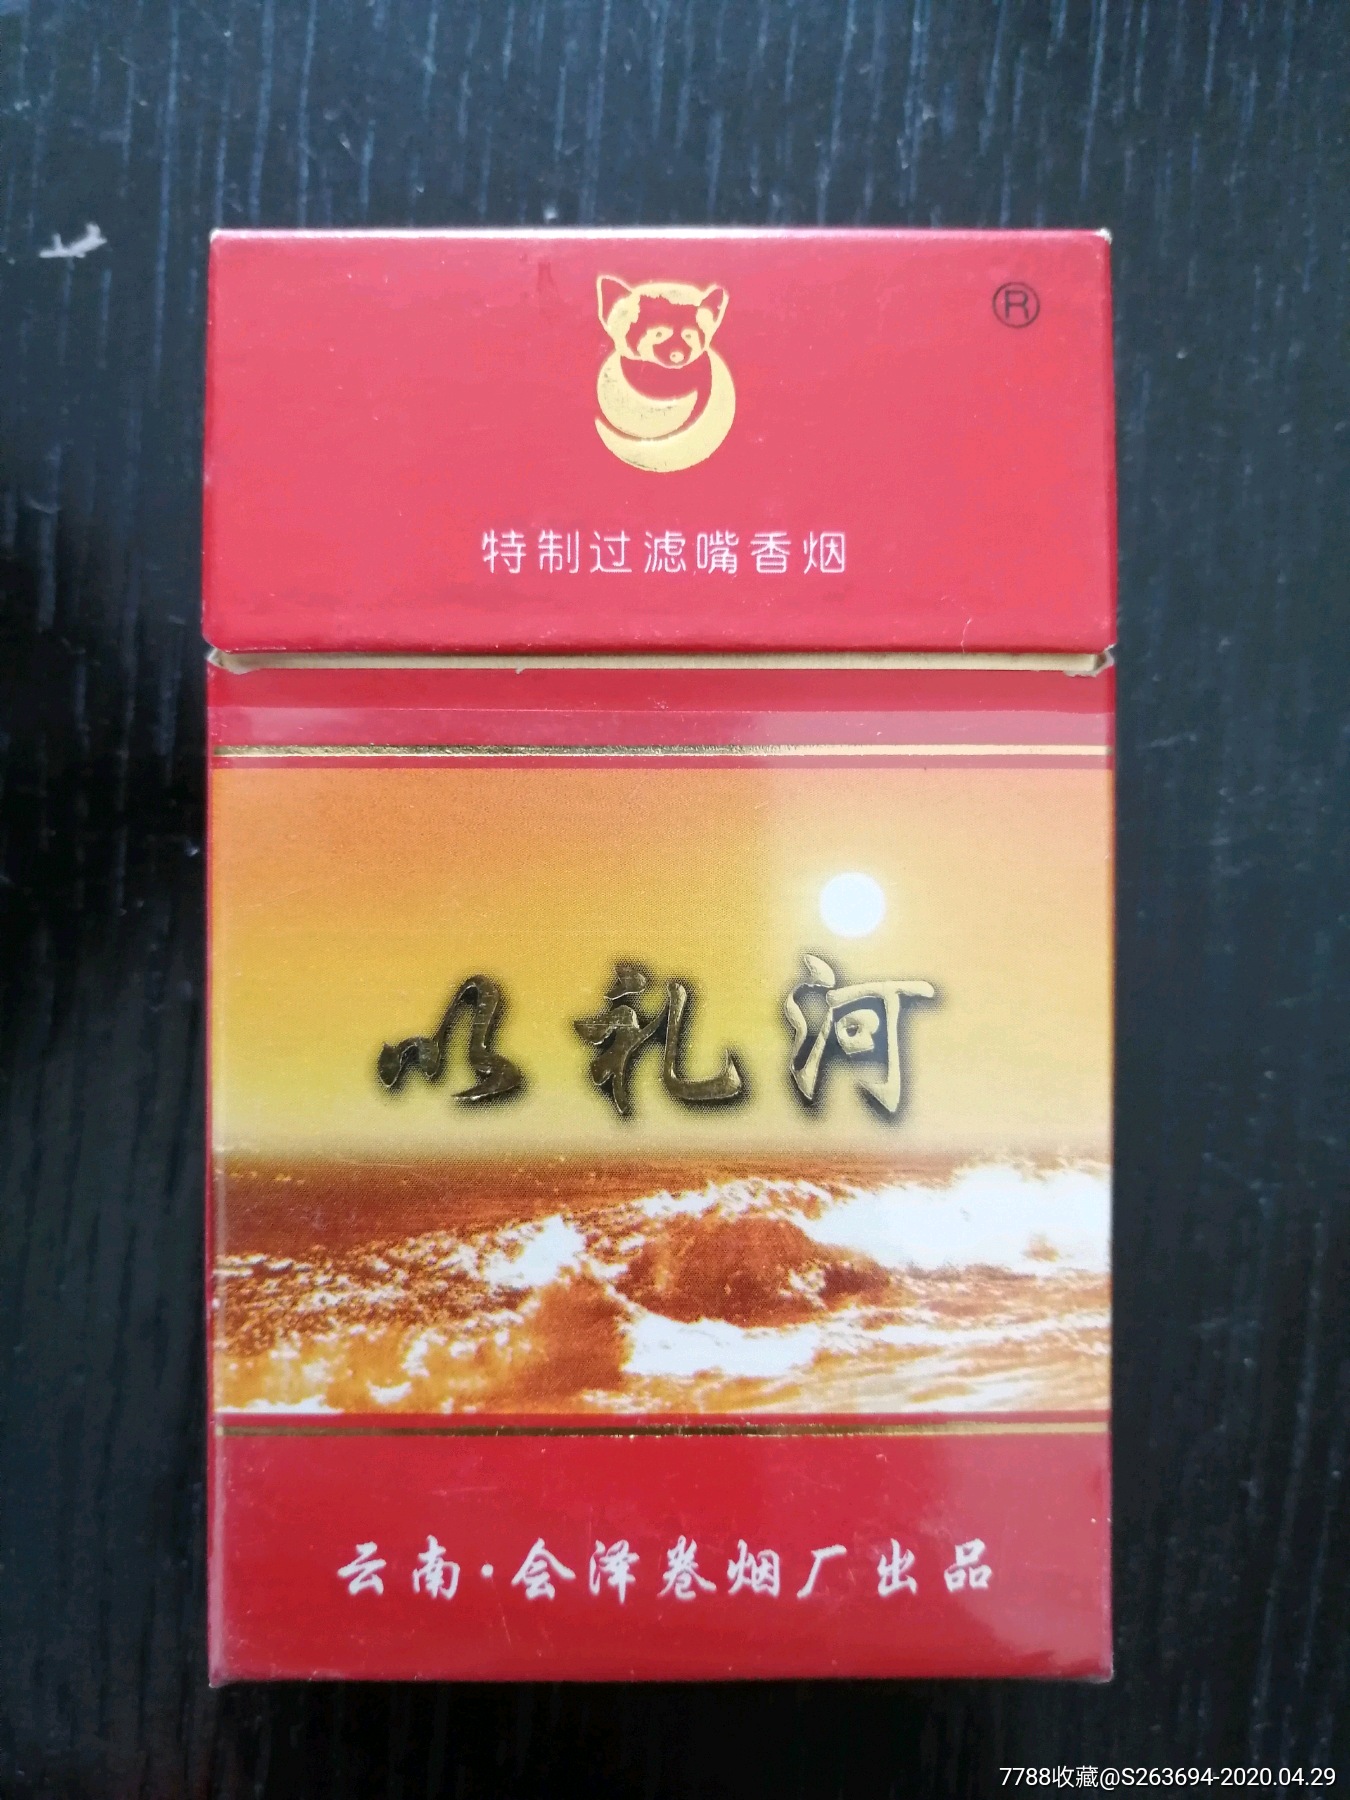 ®
特制过滤嘴香烟
以礼河
云南·会泽卷烟厂出品
7788收藏@S263694-2020.04.29